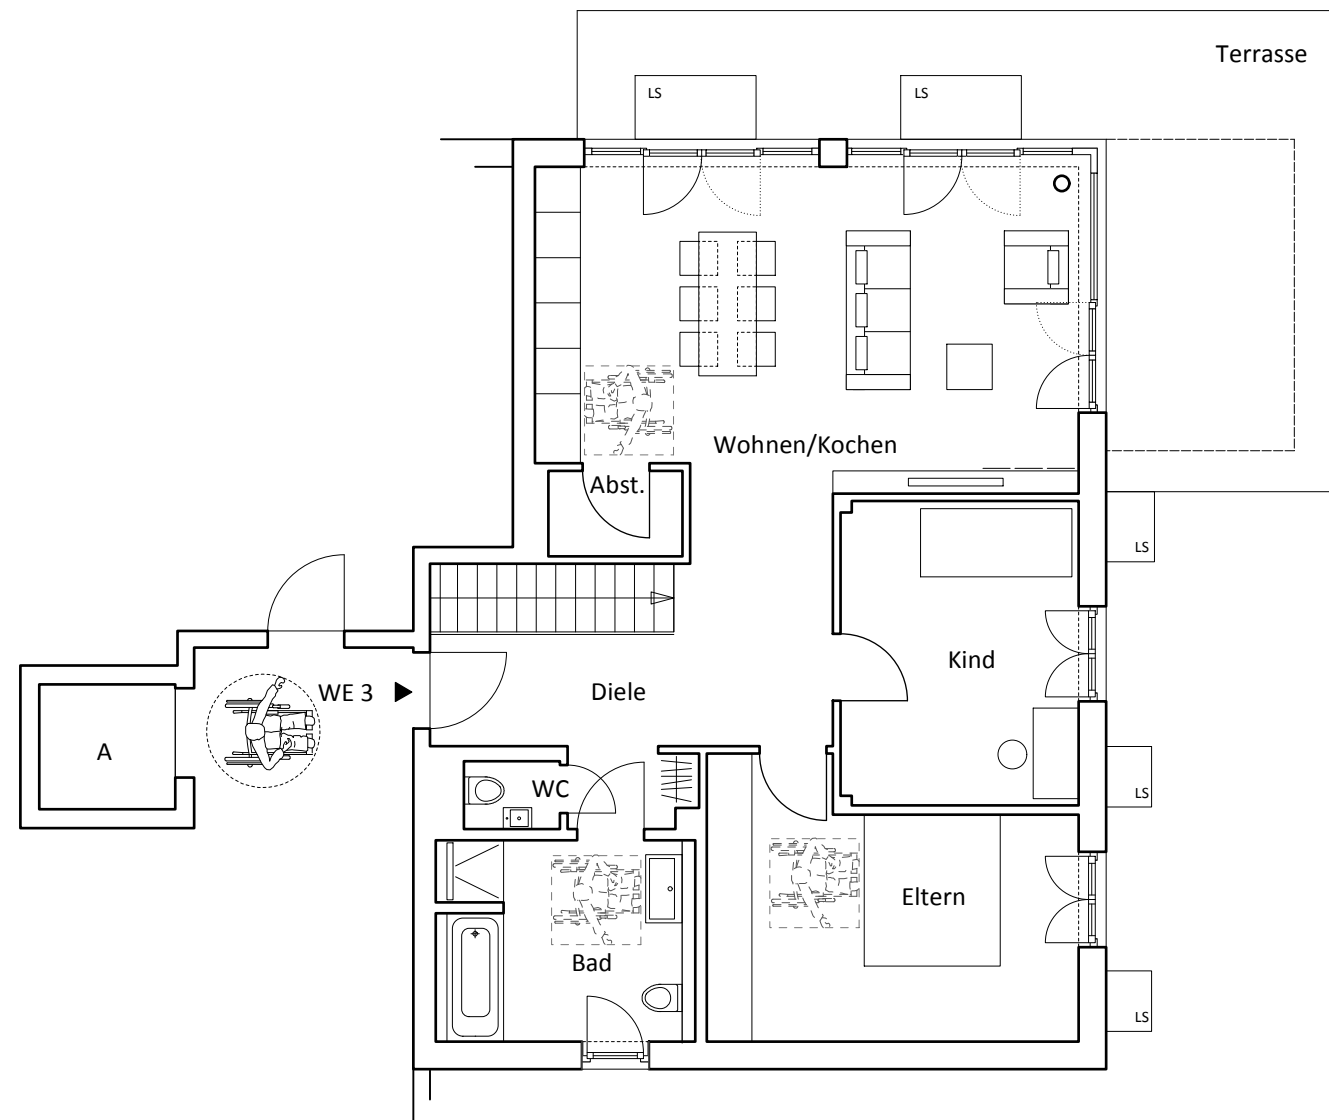 Terrasse
LS
LS
Wohnen/Kochen
Abst.
LS
Kind
WE 3
Diele
A
WC
LS
Eltern
Bad
LS